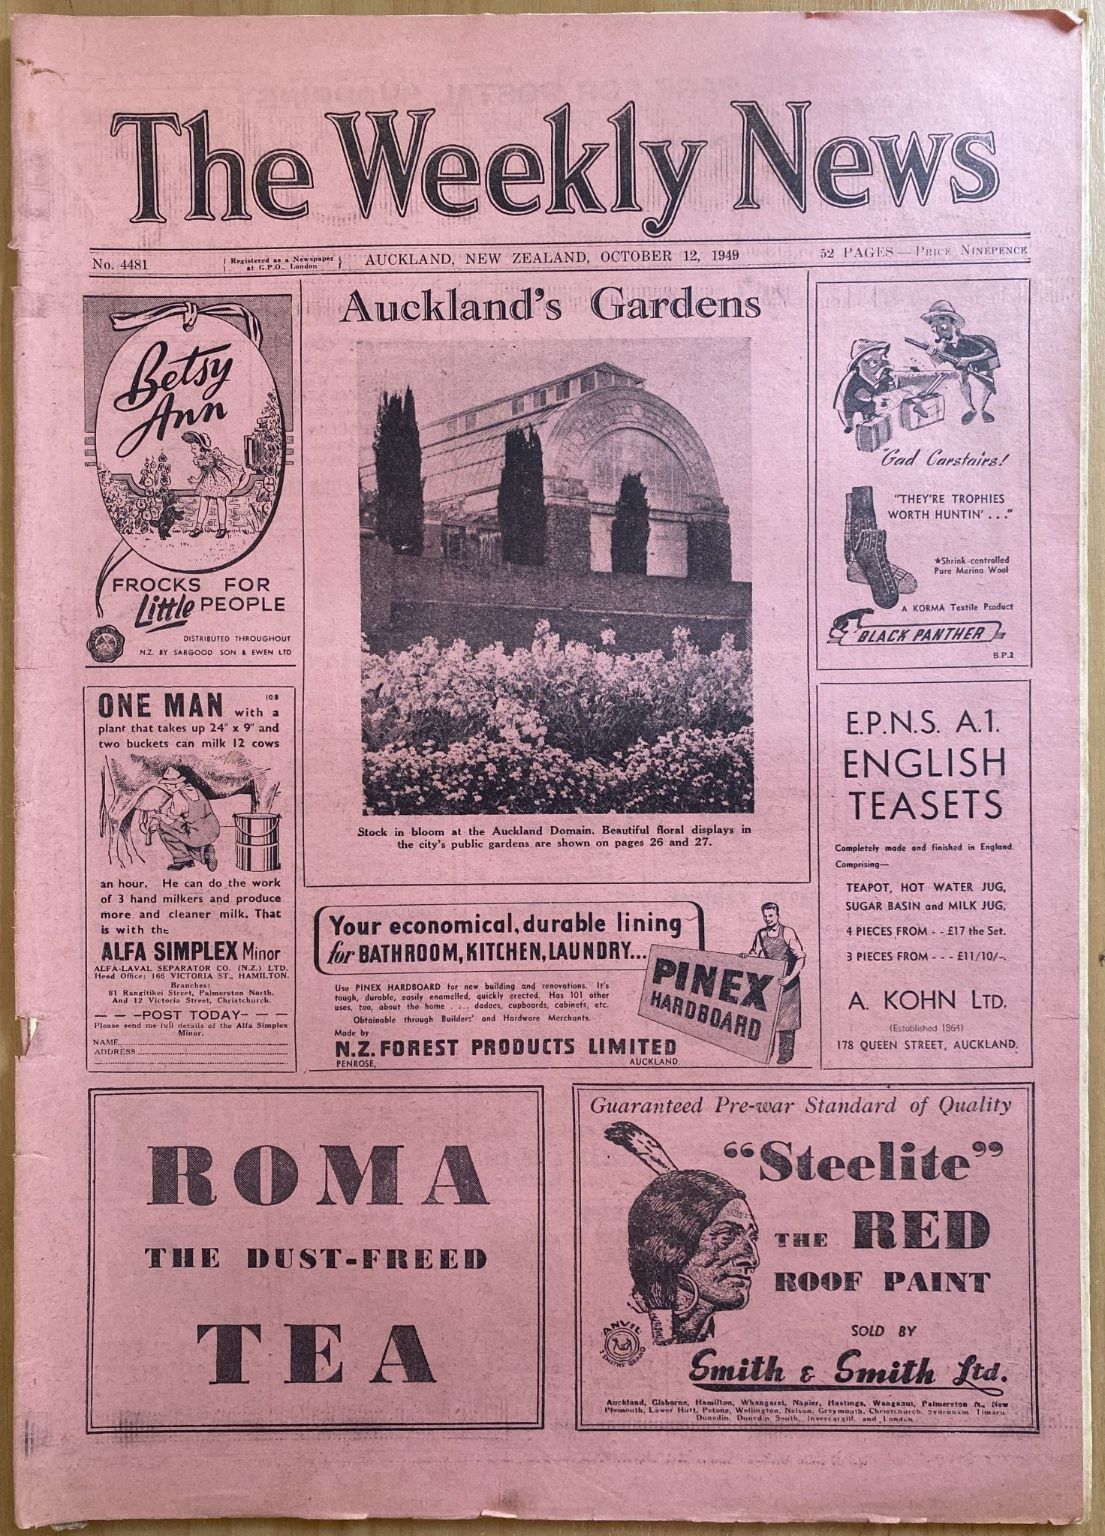 The Weekly News
No. 4481
Registered as a Newspaper
at G.P.O., London
AUCKLAND, NEW ZEALAND, OCTOBER 12, 1949
52 PAGES — PRICE NINEPENCE
Betsy
Ann
FROCKS FOR
Little PEOPLE
DISTRIBUTED THROUGHOUT
N.Z. BY SARGOOD SON & EWEN LTD
ONE MAN with a
plant that takes up 24" x 9" and
two buckets can milk 12 cows
an hour. He can do the work
of 3 hand milkers and produce
more and cleaner milk. That
is with the
ALFA SIMPLEX Minor
ALFA-LAVAL SEPARATOR CO. (N.Z.) LTD.
Head Office: 166 VICTORIA ST., HAMILTON.
Branches:
61 Rangitikei Street, Palmerston North.
And 12 Victoria Street, Christchurch.
— — —POST TODAY— — —
Please send me full details of the Alfa Simplex
Minor.
NAME
ADDRESS
Auckland's Gardens
Stock in bloom at the Auckland Domain. Beautiful floral displays in
the city's public gardens are shown on pages 26 and 27.
Your economical, durable lining
for BATHROOM, KITCHEN, LAUNDRY...
Use PINEX HARDBOARD for new building and renovations. It's
tough, durable, easily enamelled, quickly erected. Has 101 other
uses, too, about the home . . . dadoes, cupboards, cabinets, etc.
Obtainable through Builders' and Hardware Merchants.
Made by
N.Z. FOREST PRODUCTS LIMITED
PENROSE, AUCKLAND
PINEX
HARDBOARD
"Gad Carstairs!
"THEY'RE TROPHIES
WORTH HUNTIN' . . ."
★Shrink-controlled
Pure Merino Wool
A KORMA Textile Product
BLACK PANTHER
B.P.2
E.P.N.S. A.1.
ENGLISH
TEASETS
Completely made and finished in England.
Comprising—
TEAPOT, HOT WATER JUG,
SUGAR BASIN and MILK JUG,
4 PIECES FROM - - £17 the Set.
3 PIECES FROM - - - £11/10/-.
A. KOHN LTD.
(Established 1864)
178 QUEEN STREET, AUCKLAND.
ROMA
THE DUST-FREED
TEA
Guaranteed Pre-war Standard of Quality
"Steelite"
THE RED
ROOF PAINT
ANVIL
SOLD BY
Smith & Smith Ltd.
Auckland, Gisborne, Hamilton, Whangarei, Napier, Hastings, Wanganui, Palmerston N., New
Plymouth, Lower Hutt, Petone, Wellington, Nelson, Greymouth, Christchurch, Sydenham, Timaru
Dunedin, Dunedin South, Invercargill, and London